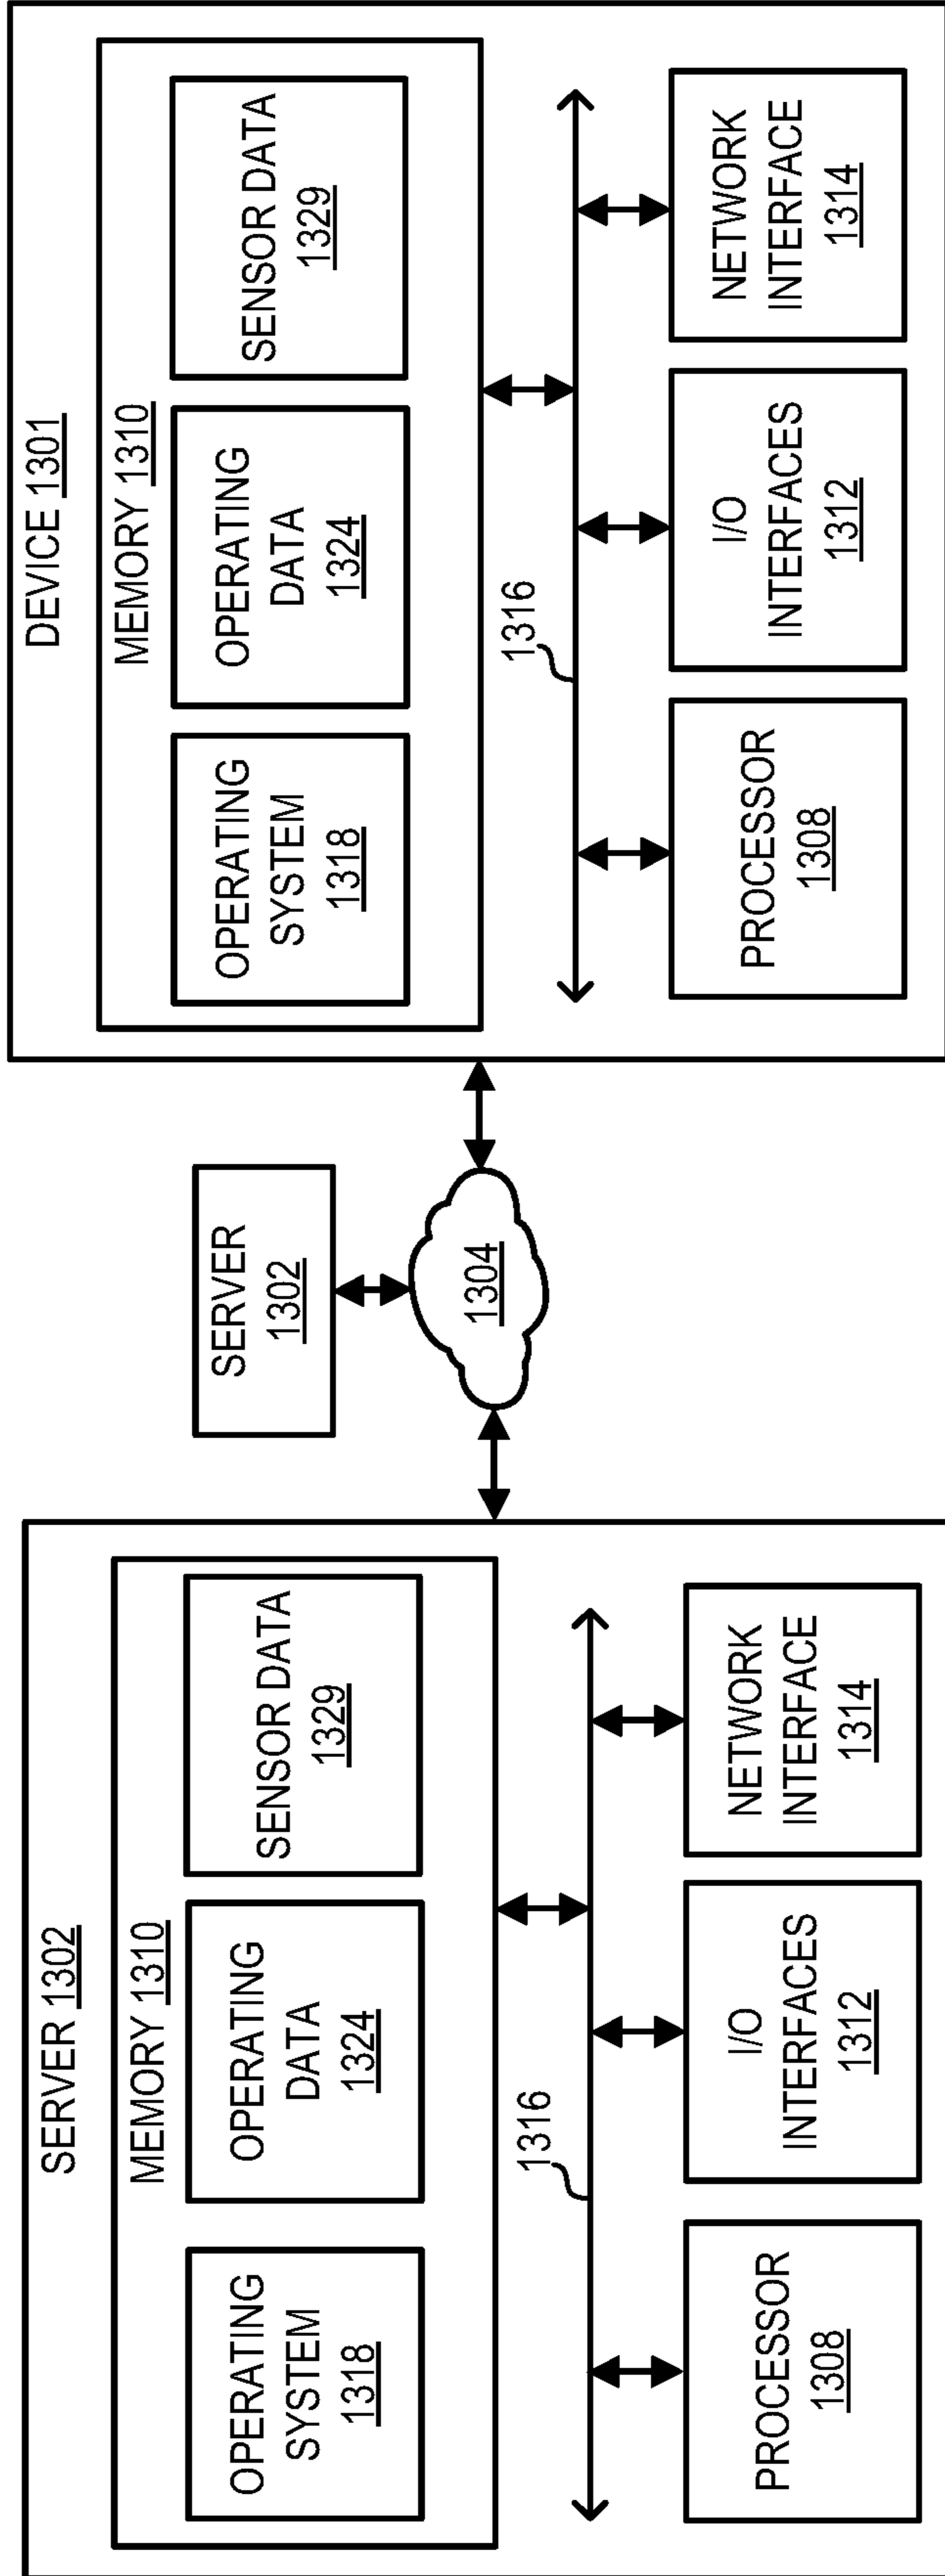 SERVER 1302
MEMORY 1310
OPERATING
SYSTEM
1318
OPERATING
DATA
1324
SENSOR DATA
1329
1316
PROCESSOR
1308
I/O
INTERFACES
1312
NETWORK
INTERFACE
1314
SERVER
1302
1304
DEVICE 1301
MEMORY 1310
OPERATING
SYSTEM
1318
OPERATING
DATA
1324
SENSOR DATA
1329
1316
PROCESSOR
1308
I/O
INTERFACES
1312
NETWORK
INTERFACE
1314